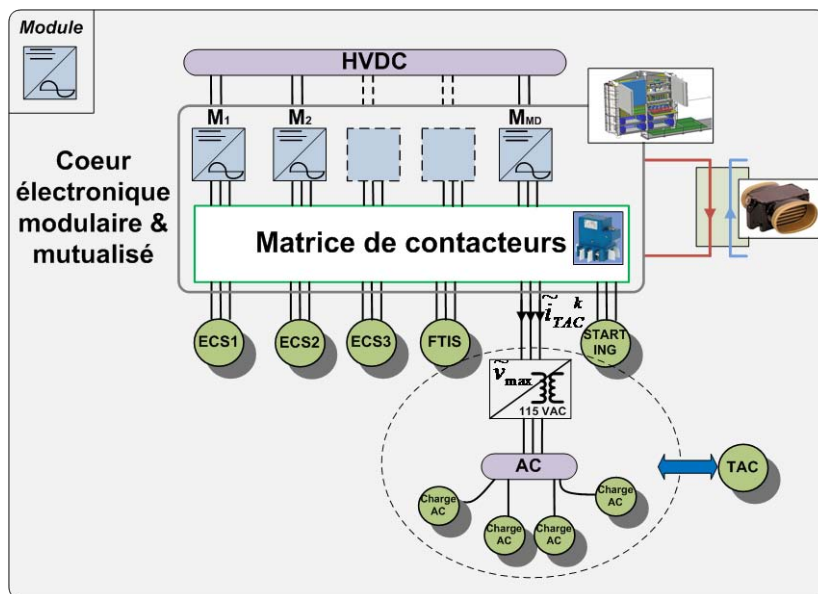 Module
HVDC
M1
M2
MMD
Coeur
électronique
modulaire &
mutualisé
Matrice de contacteurs
ĩTAC k
ECS1
ECS2
ECS3
FTIS
START
ING
ṽmax
115 VAC
AC
TAC
Charge
AC
Charge
AC
Charge
AC
Charge
AC